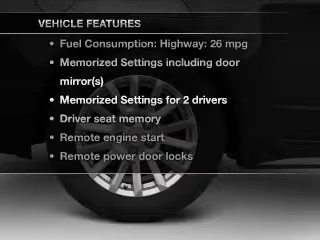 VEHICLE FEATURES
• Fuel Consumption: Highway: 26 mpg
• Memorized Settings including door
mirror(s)
• Memorized Settings for 2 drivers
• Driver seat memory
• Remote engine start
• Remote power door locks